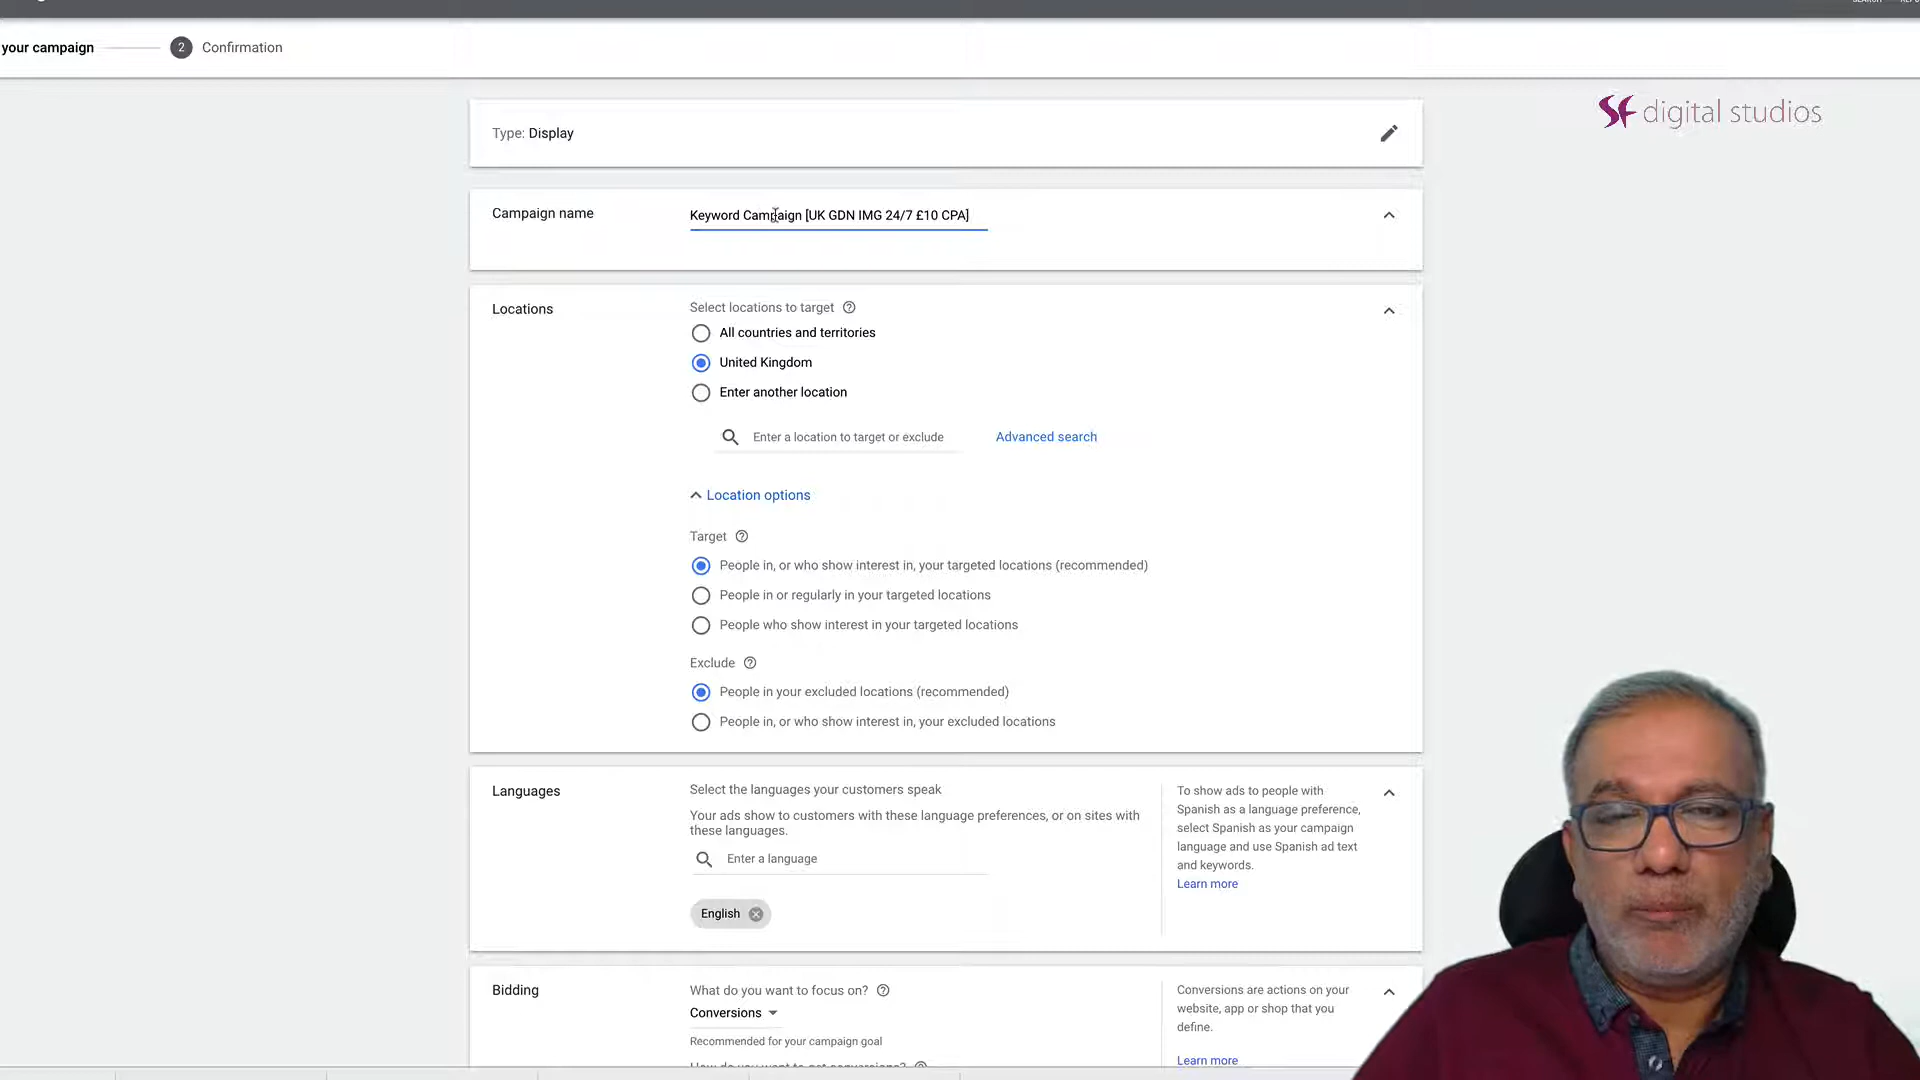 your campaign
2 Confirmation
SF digital studios
Type: Display
Campaign name
Keyword Campaign [UK GDN IMG 24/7 £10 CPA]
Locations
Select locations to target
All countries and territories
United Kingdom
Enter another location
Enter a location to target or exclude
Advanced search
Location options
Target
People in, or who show interest in, your targeted locations (recommended)
People in or regularly in your targeted locations
People who show interest in your targeted locations
Exclude
People in your excluded locations (recommended)
People in, or who show interest in, your excluded locations
Languages
Select the languages your customers speak
Your ads show to customers with these language preferences, or on sites with
these languages.
Enter a language
English
To show ads to people with
Spanish as a language preference,
select Spanish as your campaign
language and use Spanish ad text
and keywords.
Learn more
Bidding
What do you want to focus on?
Conversions
Recommended for your campaign goal
Conversions are actions on your
website, app or shop that you
define.
Learn more